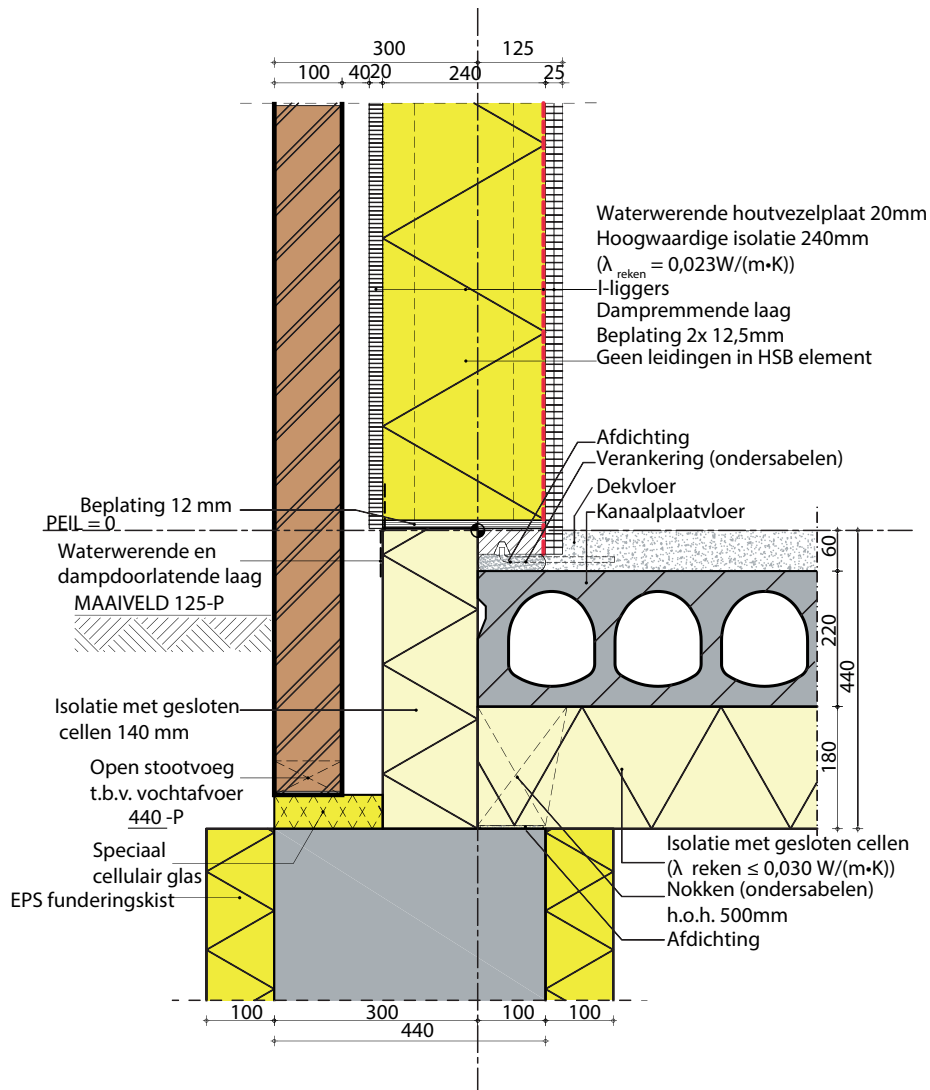 300
125
100
40
20
240
25
Waterwerende houtvezelplaat 20mm
Hoogwaardige isolatie 240mm
(λ reken = 0,023W/(m•K))
I-liggers
Dampremmende laag
Beplating 2x 12,5mm
Geen leidingen in HSB element
Afdichting
Verankering (ondersabelen)
Dekvloer
Kanaalplaatvloer
Beplating 12 mm
PEIL = 0
Waterwerende en
dampdoorlatende laag
MAAIVELD 125-P
60
220
440
180
Isolatie met gesloten
cellen 140 mm
Open stootvoeg
t.b.v. vochtafvoer
440 -P
Speciaal
cellulair glas
EPS funderingskist
Isolatie met gesloten cellen
(λ reken ≤ 0,030 W/(m•K))
Nokken (ondersabelen)
h.o.h. 500mm
Afdichting
100
300
100
100
440